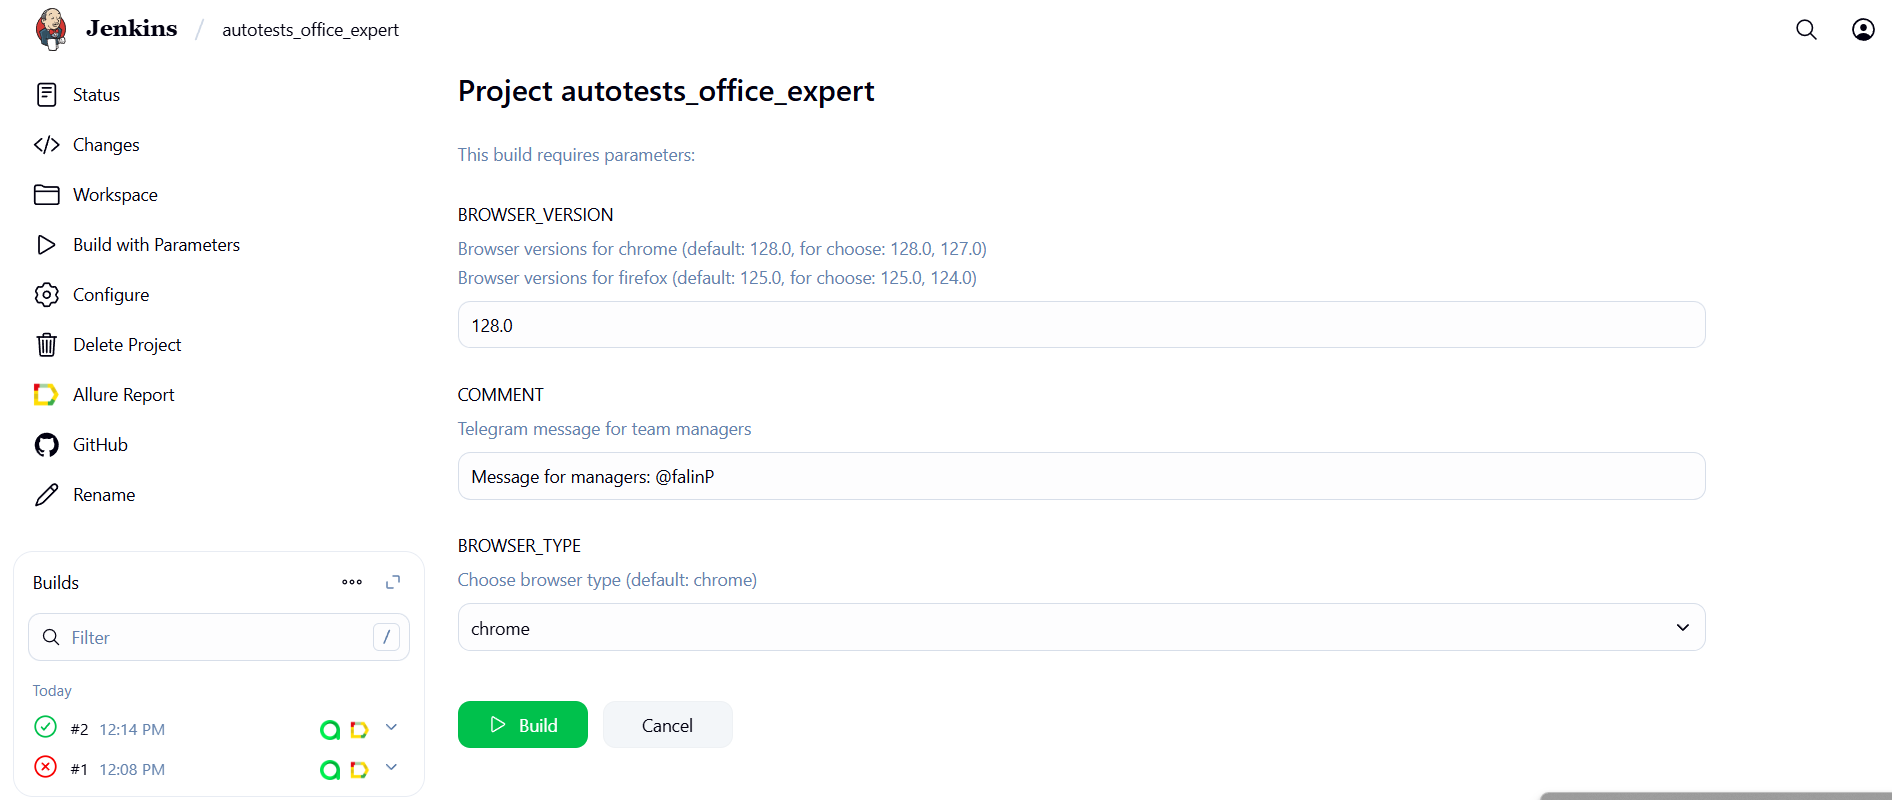 Jenkins / autotests_office_expert
Status
Changes
Workspace
Build with Parameters
Configure
Delete Project
Allure Report
GitHub
Rename
Builds
Filter /
Today
#2 12:14 PM
#1 12:08 PM
Project autotests_office_expert
This build requires parameters:
BROWSER_VERSION
Browser versions for chrome (default: 128.0, for choose: 128.0, 127.0)
Browser versions for firefox (default: 125.0, for choose: 125.0, 124.0)
128.0
COMMENT
Telegram message for team managers
Message for managers: @falinP
BROWSER_TYPE
Choose browser type (default: chrome)
chrome
Build Cancel